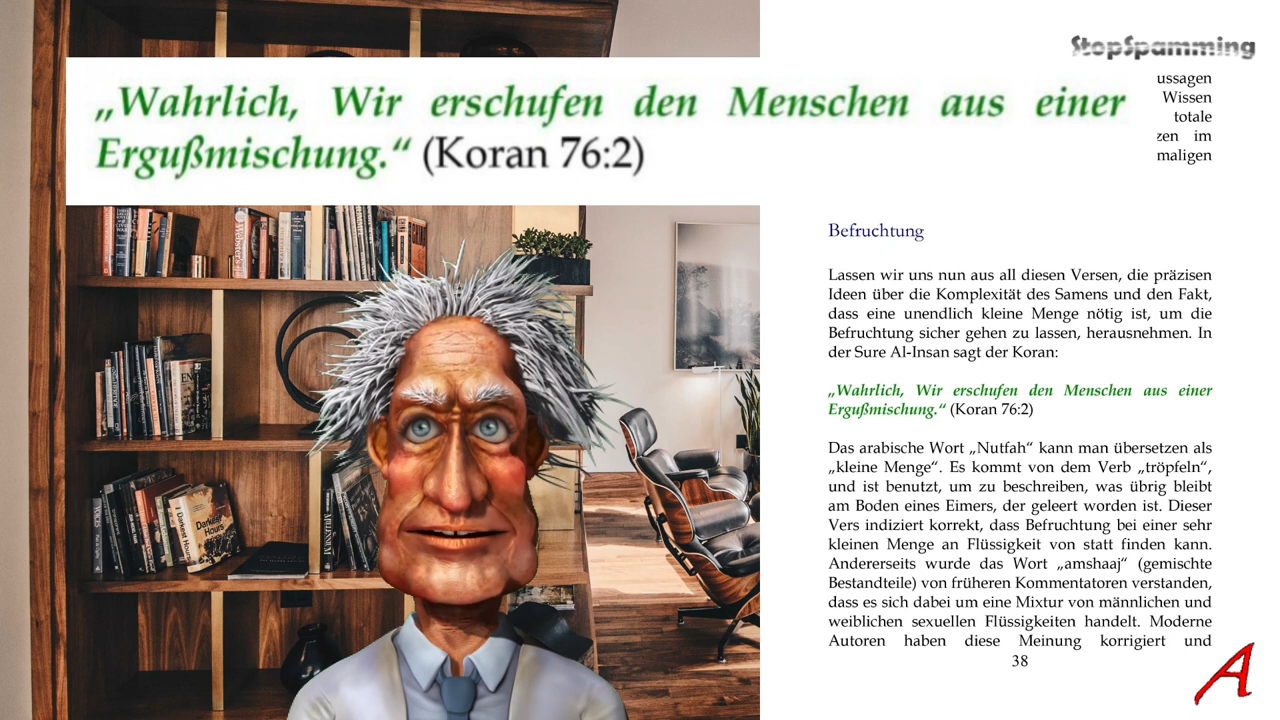 StopSpamming
„Wahrlich, Wir erschufen den Menschen aus einer
Ergußmischung.“ (Koran 76:2)
ussagen
Wissen
totale
zen im
maligen
Befruchtung
Lassen wir uns nun aus all diesen Versen, die präzisen
Ideen über die Komplexität des Samens und den Fakt,
dass eine unendlich kleine Menge nötig ist, um die
Befruchtung sicher gehen zu lassen, herausnehmen. In
der Sure Al-Insan sagt der Koran:
„Wahrlich, Wir erschufen den Menschen aus einer
Ergußmischung.“ (Koran 76:2)
Das arabische Wort „Nutfah“ kann man übersetzen als
„kleine Menge“. Es kommt von dem Verb „tröpfeln“,
und ist benutzt, um zu beschreiben, was übrig bleibt
am Boden eines Eimers, der geleert worden ist. Dieser
Vers indiziert korrekt, dass Befruchtung bei einer sehr
kleinen Menge an Flüssigkeit von statt finden kann.
Andererseits wurde das Wort „amshaaj“ (gemischte
Bestandteile) von früheren Kommentatoren verstanden,
dass es sich dabei um eine Mixtur von männlichen und
weiblichen sexuellen Flüssigkeiten handelt. Moderne
Autoren haben diese Meinung korrigiert und
38
A
Darkest
Hours